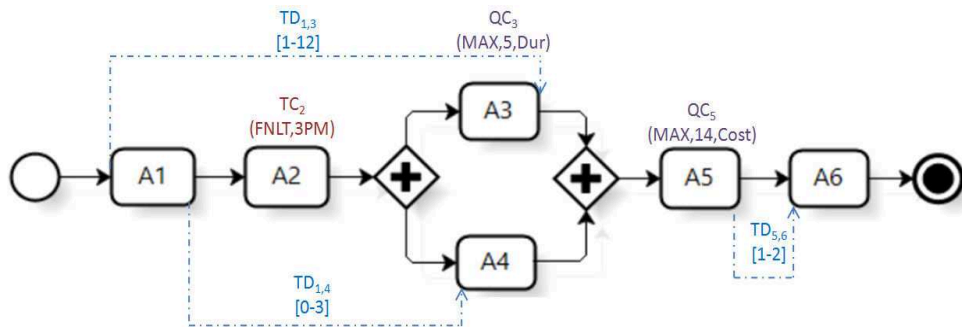 TD1,3
[1-12]
QC3
(MAX,5,Dur)
A3
TC2
(FNLT,3PM)
QC5
(MAX,14,Cost)
A1
A2
A5
A6
A4
TD5,6
[1-2]
TD1,4
[0-3]